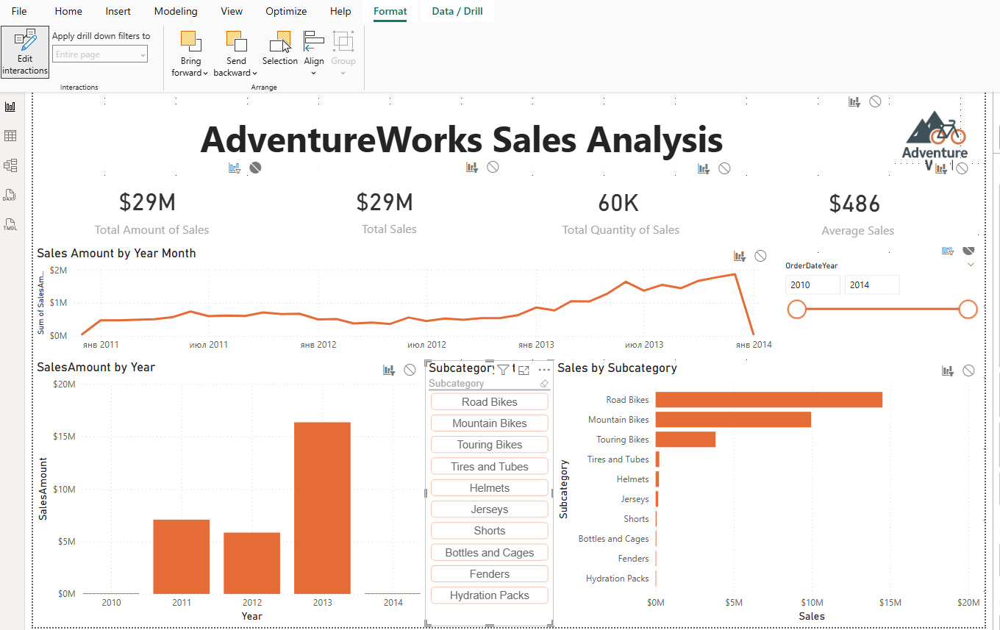 File Home Insert Modeling View Optimize Help Format Data / Drill
Apply drill down filters to
Entire page
Edit interactions
Bring forward
Send backward
Selection
Align
Group
Interactions
Arrange
DAX
TMDL
AdventureWorks Sales Analysis
Adventure
$29M
Total Amount of Sales
$29M
Total Sales
60K
Total Quantity of Sales
$486
Average Sales
Sales Amount by Year Month
Sum of SalesAm...
$2M
$1M
$0M
янв 2011 июл 2011 янв 2012 июл 2012 янв 2013 июл 2013 янв 2014
OrderDateYear
2010 2014
SalesAmount by Year
SalesAmount
$20M
$15M
$10M
$5M
$0M
2010 2011 2012 2013 2014
Year
Subcategory
Subcategory
Road Bikes
Mountain Bikes
Touring Bikes
Tires and Tubes
Helmets
Jerseys
Shorts
Bottles and Cages
Fenders
Hydration Packs
Sales by Subcategory
Subcategory
Road Bikes
Mountain Bikes
Touring Bikes
Tires and Tubes
Helmets
Jerseys
Shorts
Bottles and Cages
Fenders
Hydration Packs
$0M $5M $10M $15M $20M
Sales